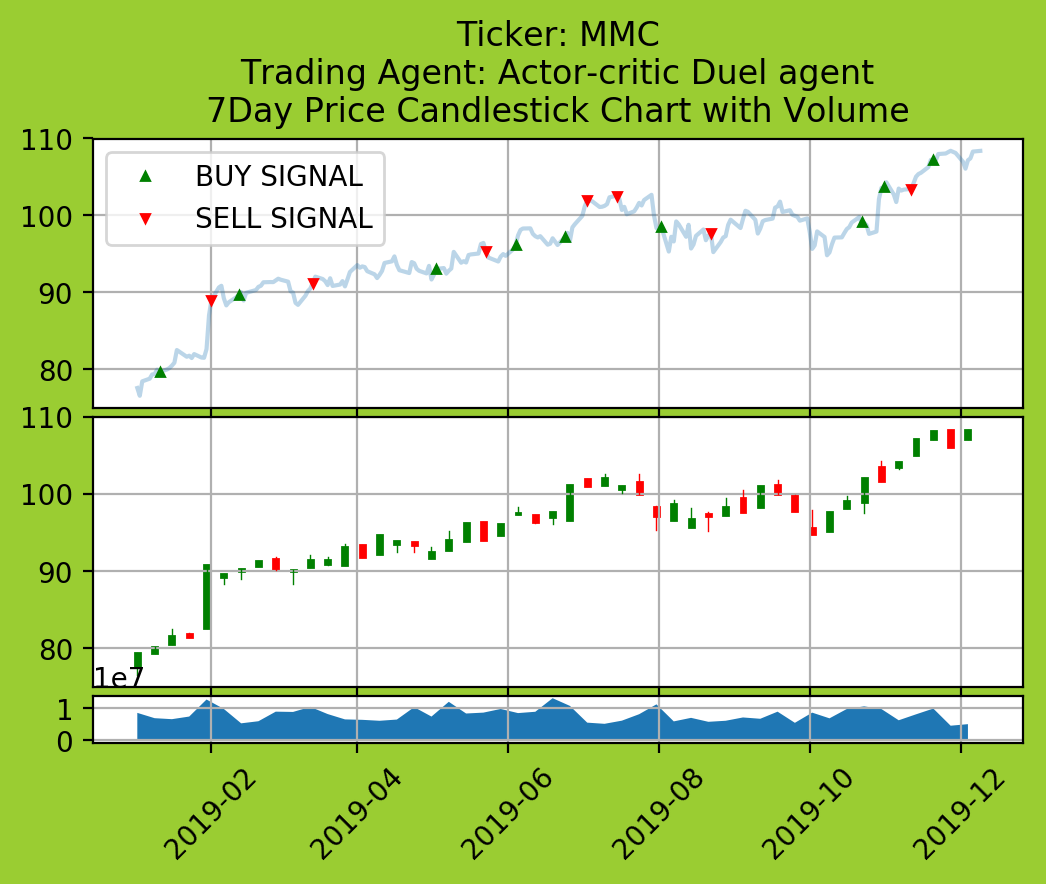 Ticker: MMC
Trading Agent: Actor-critic Duel agent
7Day Price Candlestick Chart with Volume
110
BUY SIGNAL
SELL SIGNAL
100
90
80
110
100
90
80
1e7
1
0
2019-02
2019-04
2019-06
2019-08
2019-10
2019-12